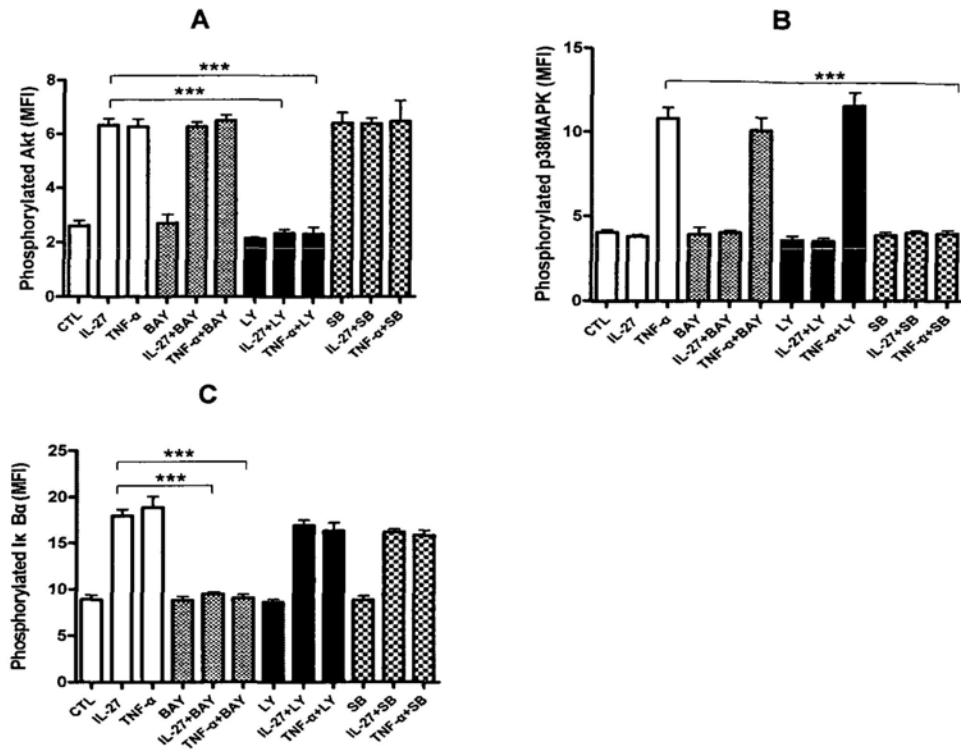 A
Phosphorylated Akt (MFI)
8
6
4
2
0
***
***
CTL
IL-27
TNF-α
BAY
IL-27+BAY
TNF-α+BAY
LY
IL-27+LY
TNF-α+LY
SB
IL-27+SB
TNF-α+SB
B
Phosphorylated p38MAPK (MFI)
15
10
5
0
***
CTL
IL-27
TNF-α
BAY
IL-27+BAY
TNF-α+BAY
LY
IL-27+LY
TNF-α+LY
SB
IL-27+SB
TNF-α+SB
C
Phosphorylated Iκ Bα (MFI)
25
20
15
10
5
0
***
***
CTL
IL-27
TNF-α
BAY
IL-27+BAY
TNF-α+BAY
LY
IL-27+LY
TNF-α+LY
SB
IL-27+SB
TNF-α+SB